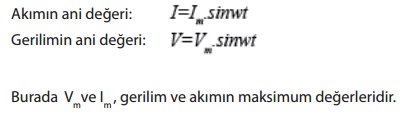 Akımın ani değeri: I=Im.sinwt
Gerilimin ani değeri: V=Vm.sinwt
Burada Vm ve Im, gerilim ve akımın maksimum değerleridir.